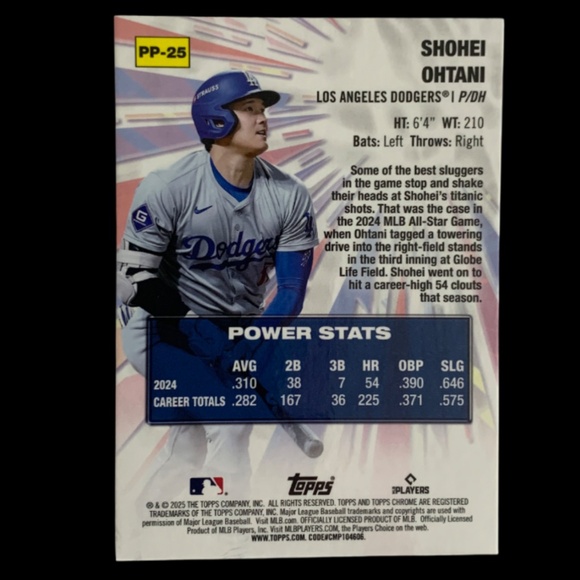 PP-25
SHOHEI
OHTANI
LOS ANGELES DODGERS® | P/DH
HT: 6'4" WT: 210
Bats: Left Throws: Right
Some of the best sluggers
in the game stop and shake
their heads at Shohei's titanic
shots. That was the case in
the 2024 MLB All-Star Game,
when Ohtani tagged a towering
drive into the right-field stands
in the third inning at Globe
Life Field. Shohei went on to
hit a career-high 54 clouts
that season.
STRAUSS
Dodgers
POWER STATS
AVG 2B 3B HR OBP SLG
2024 .310 38 7 54 .390 .646
CAREER TOTALS .282 167 36 225 .371 .575
Topps
MLB PLAYERS
® & © 2025 THE TOPPS COMPANY, INC. ALL RIGHTS RESERVED. TOPPS AND TOPPS CHROME ARE REGISTERED
TRADEMARKS OF THE TOPPS COMPANY, INC. Major League Baseball trademarks and copyrights are used with
permission of Major League Baseball. Visit MLB.com. OFFICIALLY LICENSED PRODUCT OF MLB. Officially Licensed
Product of MLB Players, Inc. Visit MLBPLAYERS.COM, the Players Choice on the web.
WWW.TOPPS.COM. CODE#CMP104606.